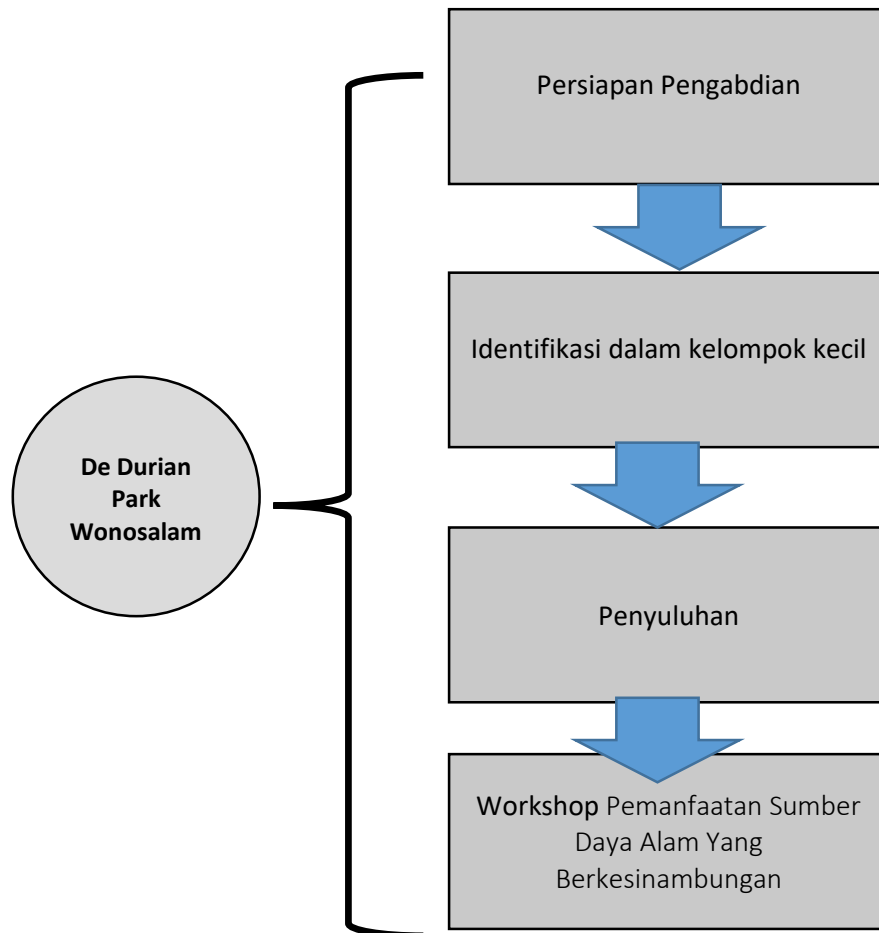 Persiapan Pengabdian
Identifikasi dalam kelompok kecil
De Durian
Park
Wonosalam
Penyuluhan
Workshop Pemanfaatan Sumber
Daya Alam Yang
Berkesinambungan